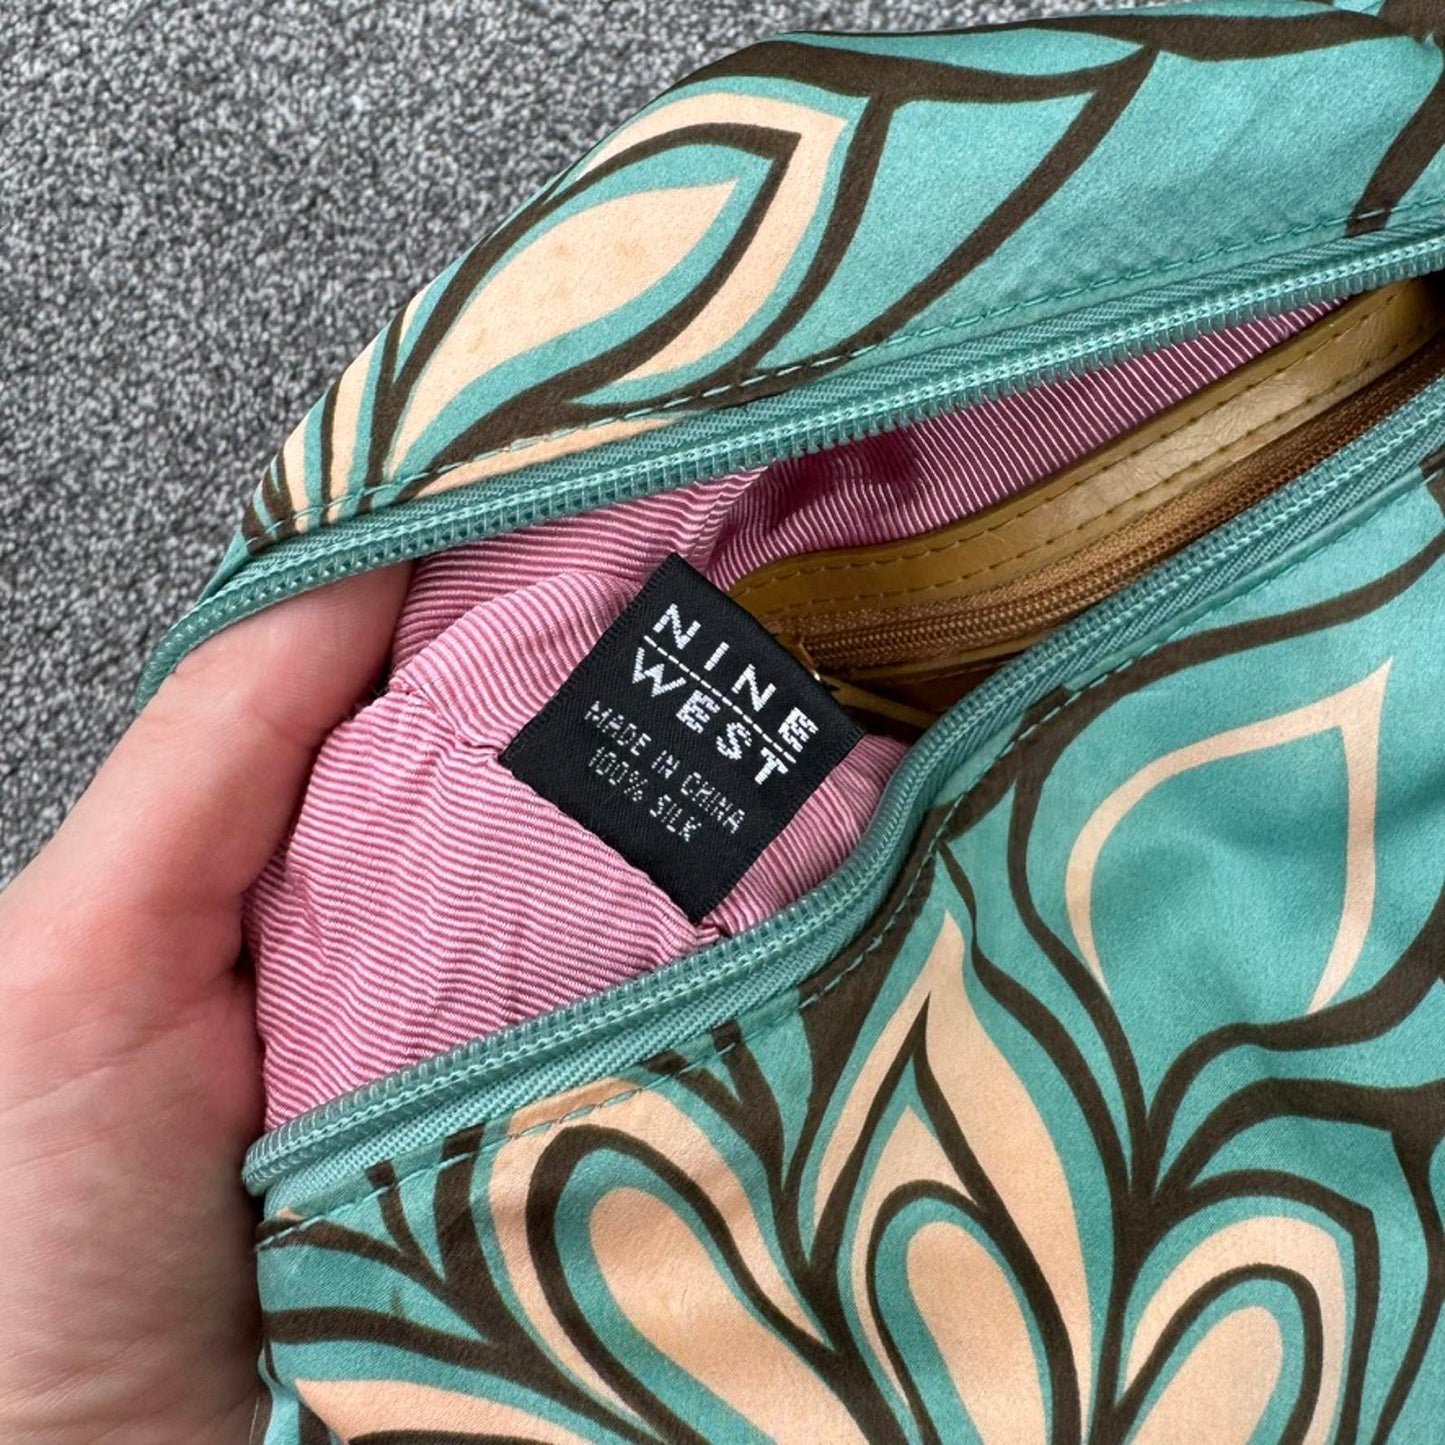 NINE
WEST
MADE IN CHINA
100% SILK